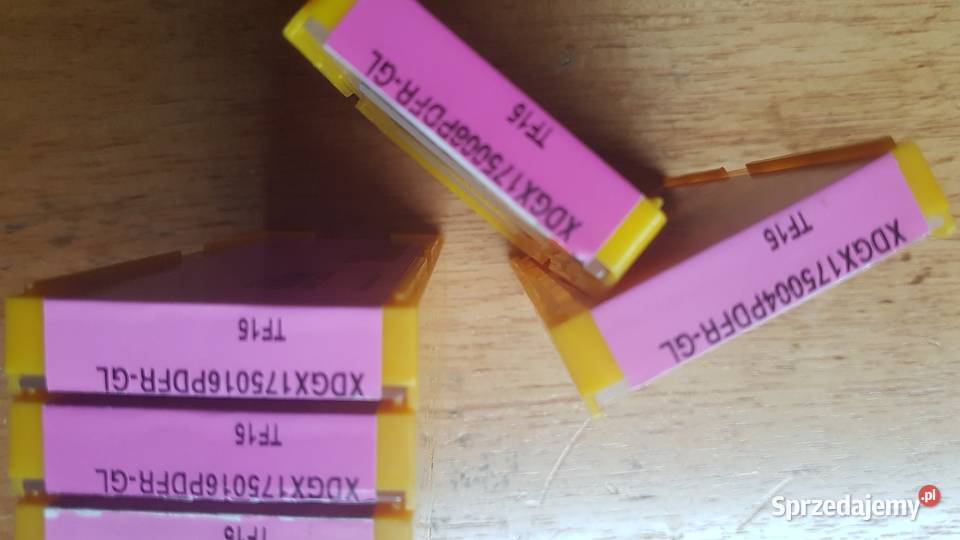 XDGX175008PDFR-GL
TF15
XDGX175004PDFR-GL
TF15
XDGX175016PDFR-GL
TF15
XDGX175016PDFR-GL
TF15
TF15
Sprzedajemy.pl